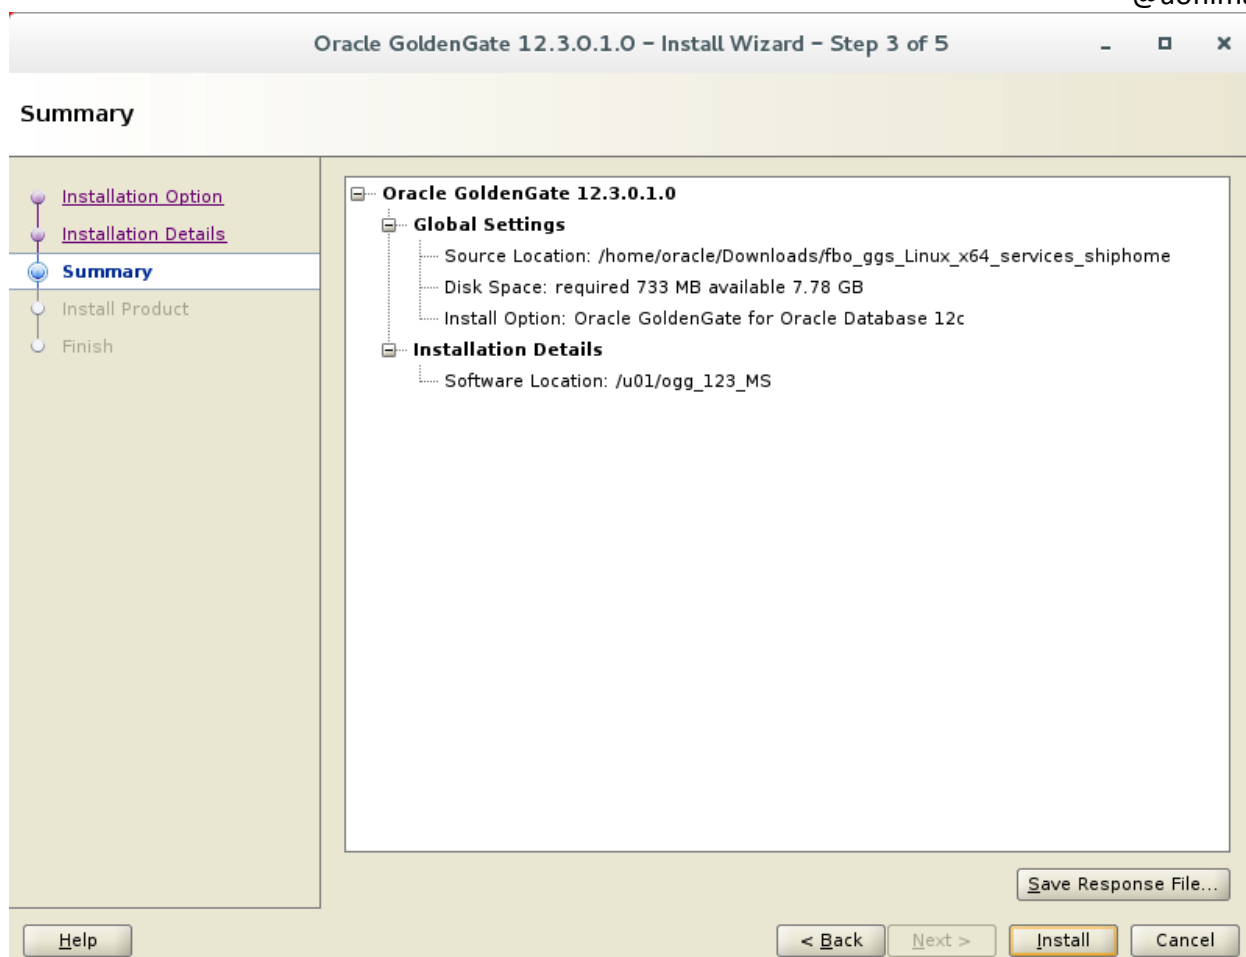 Oracle GoldenGate 12.3.0.1.0 – Install Wizard – Step 3 of 5
Summary
Installation Option
Installation Details
Summary
Install Product
Finish
Oracle GoldenGate 12.3.0.1.0
Global Settings
Source Location: /home/oracle/Downloads/fbo_ggs_Linux_x64_services_shiphome
Disk Space: required 733 MB available 7.78 GB
Install Option: Oracle GoldenGate for Oracle Database 12c
Installation Details
Software Location: /u01/ogg_123_MS
Save Response File...
Help
< Back
Next >
Install
Cancel